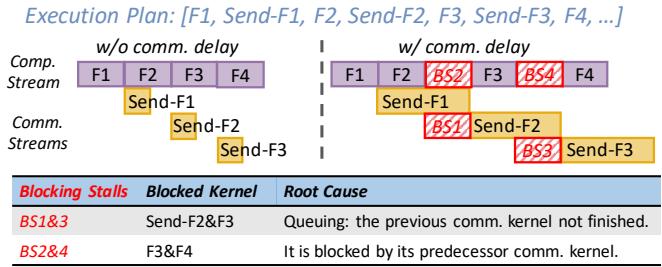 Execution Plan: [F1, Send-F1, F2, Send-F2, F3, Send-F3, F4, …]
w/o comm. delay
w/ comm. delay
Comp. Stream
F1 F2 F3 F4
F1 F2 BS2 F3 BS4 F4
Send-F1
Send-F1
Comm. Streams
Send-F2
BS1 Send-F2
Send-F3
BS3 Send-F3
Blocking Stalls Blocked Kernel Root Cause
BS1&3 Send-F2&F3 Queuing: the previous comm. kernel not finished.
BS2&4 F3&F4 It is blocked by its predecessor comm. kernel.